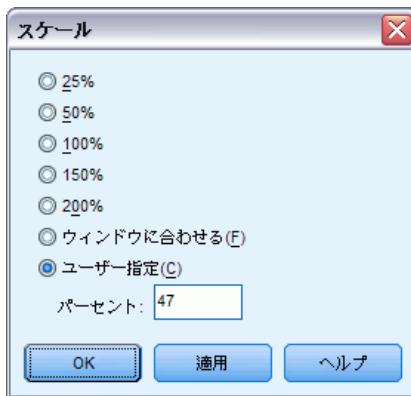 スケール
25%
50%
100%
150%
200%
ウィンドウに合わせる(F)
ユーザー指定(C)
パーセント: 47
OK 適用 ヘルプ